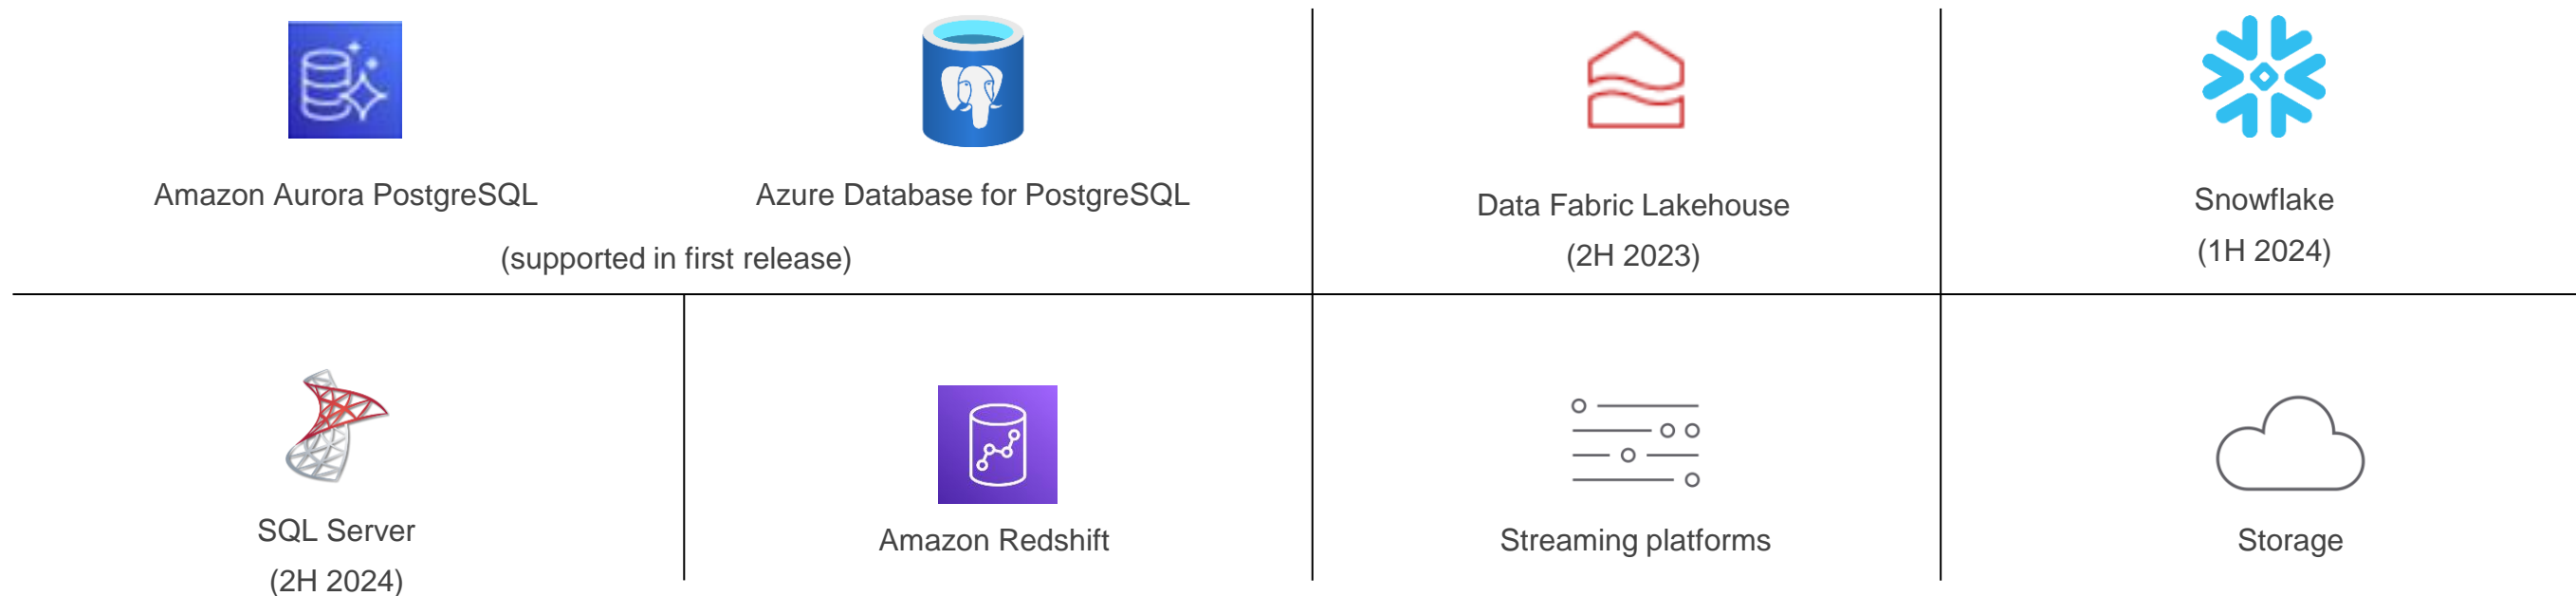 Amazon Aurora PostgreSQL
Azure Database for PostgreSQL
(supported in first release)
Data Fabric Lakehouse
(2H 2023)
Snowflake
(1H 2024)
SQL Server
(2H 2024)
Amazon Redshift
Streaming platforms
Storage